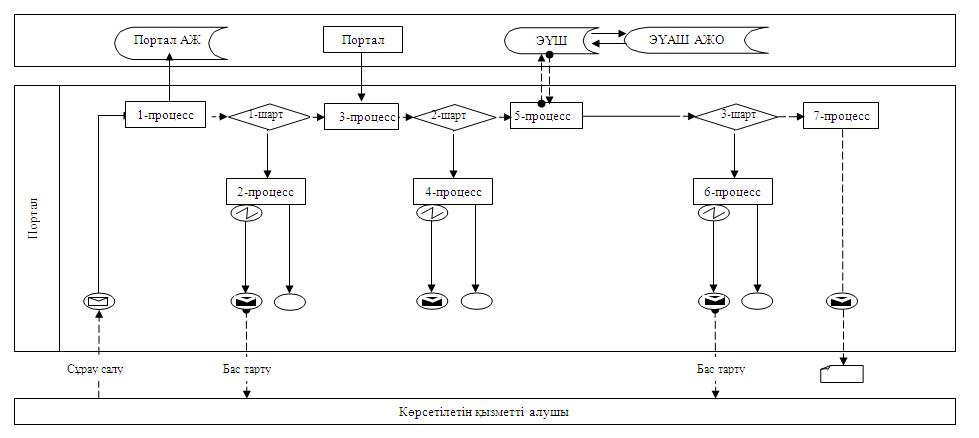 Портал АЖ
Портал
ЭҮШ
ЭҮАШ АЖО
1-процесс
1-шарт
3-процесс
2-шарт
5-процесс
3-шарт
7-процесс
2-процесс
4-процесс
6-процесс
Портал
Сұрау салу
Бас тарту
Бас тарту
Көрсетілетін қызметті алушы